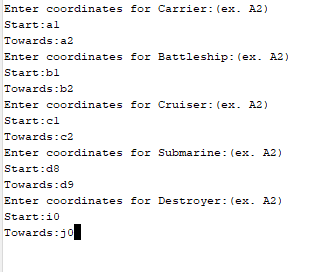 Enter coordinates for Carrier:(ex. A2)
Start:a1
Towards:a2
Enter coordinates for Battleship:(ex. A2)
Start:b1
Towards:b2
Enter coordinates for Cruiser:(ex. A2)
Start:c1
Towards:c2
Enter coordinates for Submarine:(ex. A2)
Start:d8
Towards:d9
Enter coordinates for Destroyer:(ex. A2)
Start:i0
Towards:j0